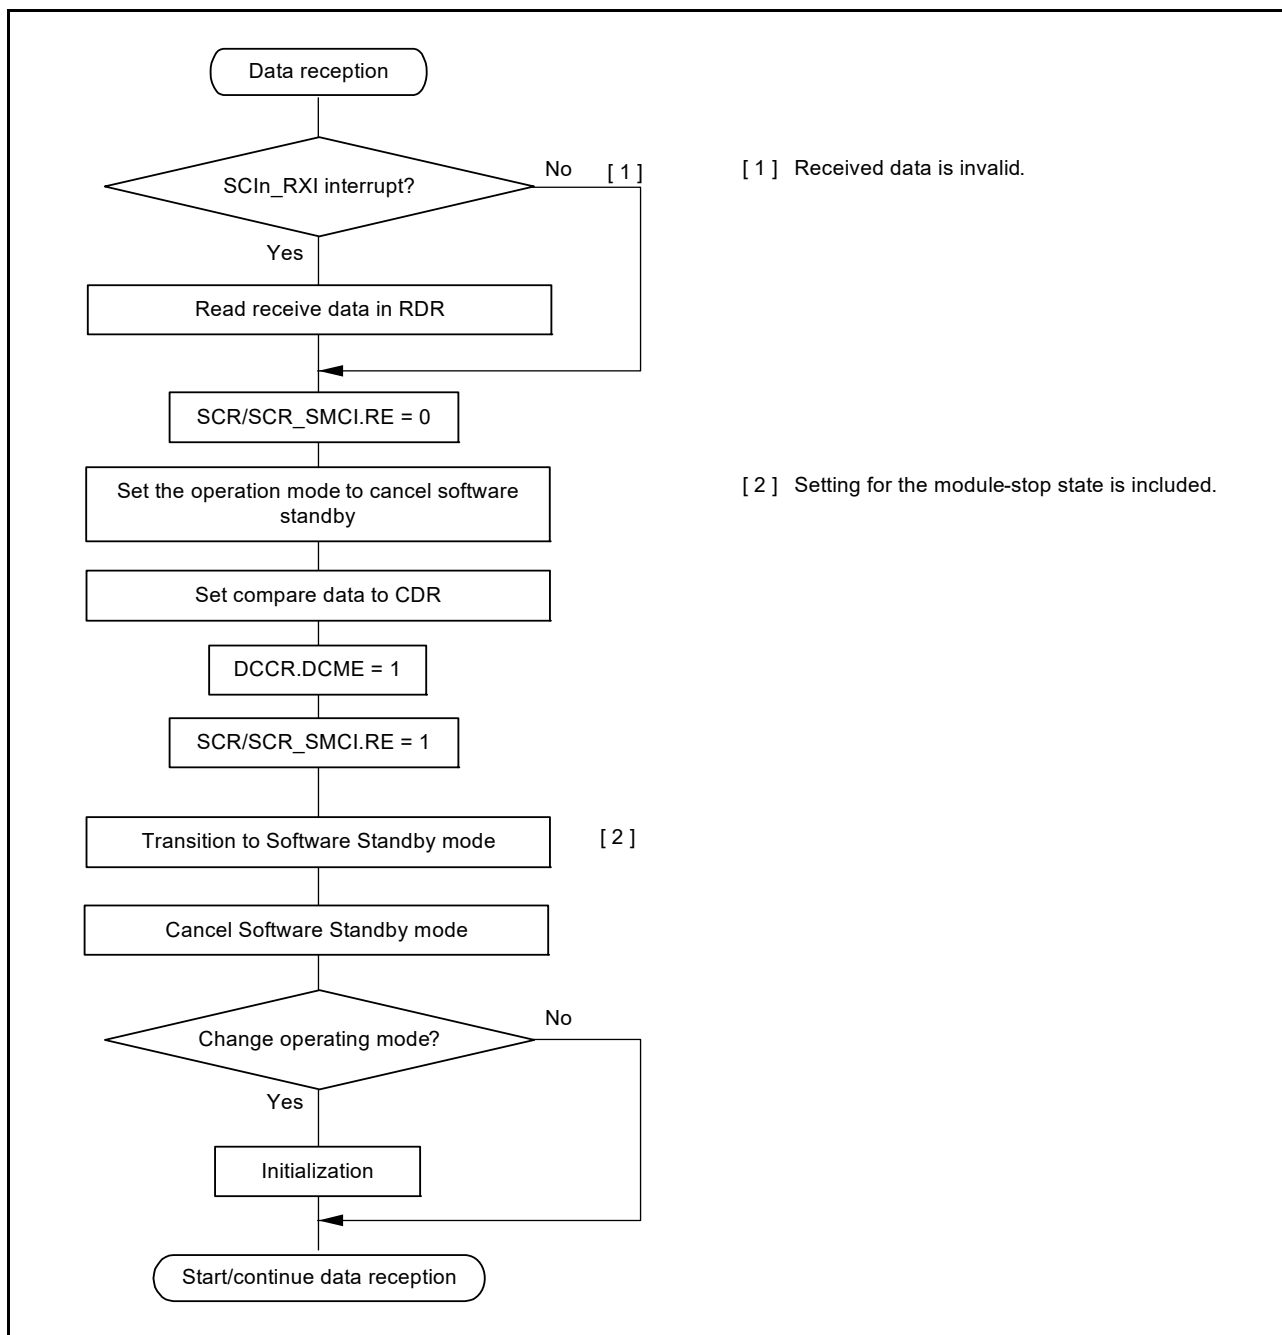 Data reception
SCIn_RXI interrupt?
No
[ 1 ]
[ 1 ] Received data is invalid.
Yes
Read receive data in RDR
SCR/SCR_SMCI.RE = 0
Set the operation mode to cancel software
standby
[ 2 ] Setting for the module-stop state is included.
Set compare data to CDR
DCCR.DCME = 1
SCR/SCR_SMCI.RE = 1
Transition to Software Standby mode
[ 2 ]
Cancel Software Standby mode
Change operating mode?
No
Yes
Initialization
Start/continue data reception